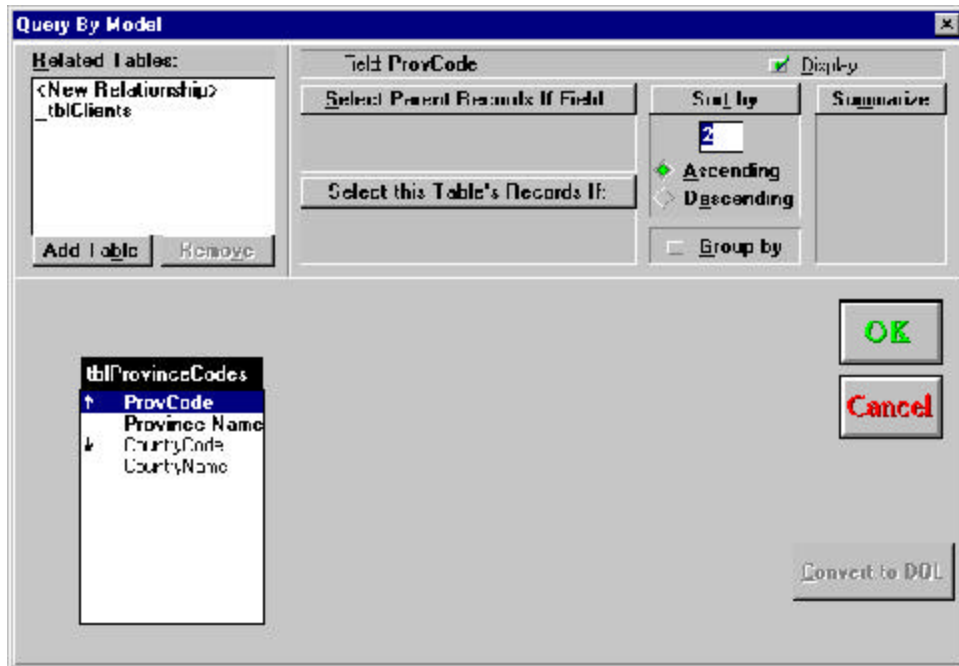 Query By Model
Related Tables:
<New Relationship>
_tblClients
Add Table
Remove
Field: ProvCode
Display
Select Parent Records If Field
Select this Table's Records If:
Sort by
2
Ascending
Descending
Group by
Summarize
OK
Cancel
tblProvinceCodes
ProvCode
Province Name
CountryCode
CountryName
Convert to DQL